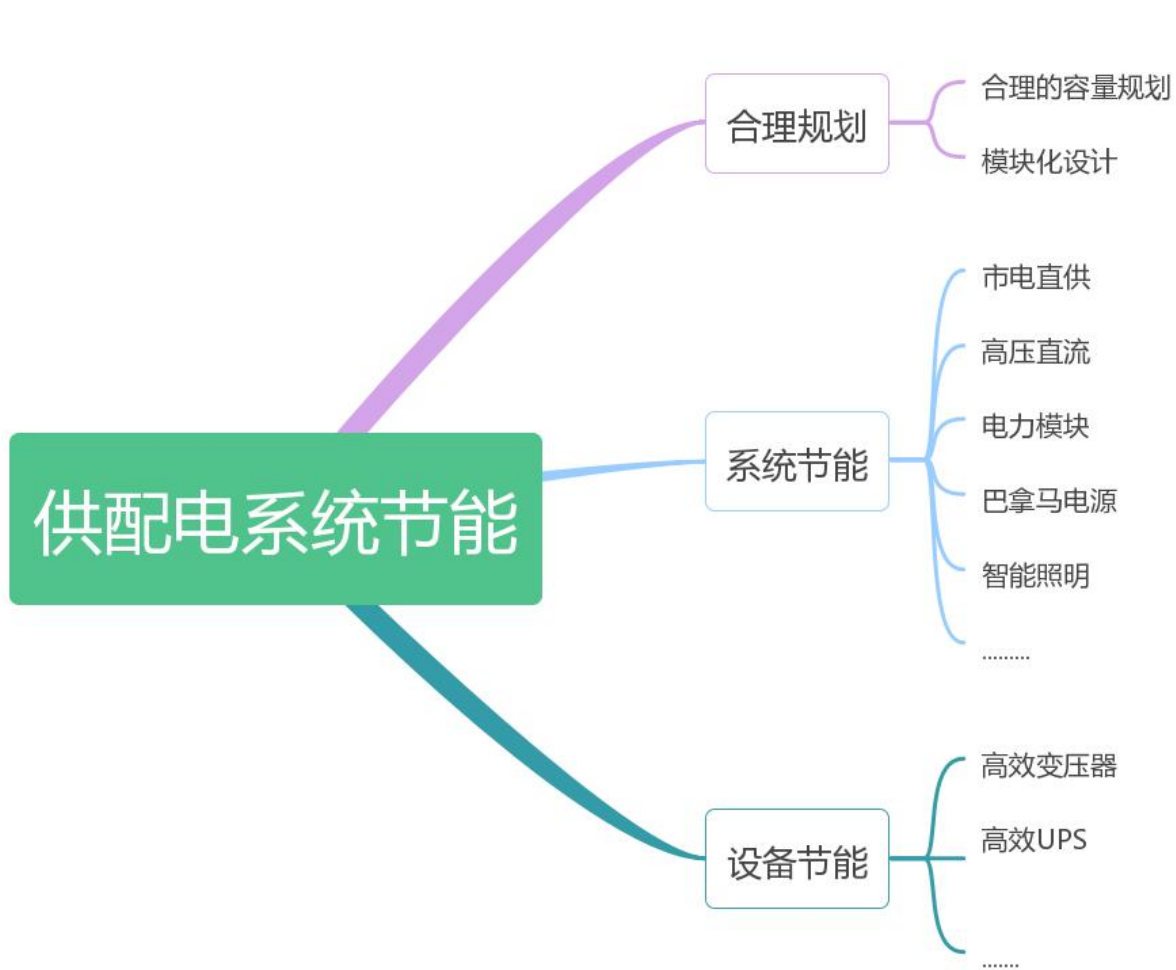 供配电系统节能
合理规划
合理的容量规划
模块化设计
系统节能
市电直供
高压直流
电力模块
巴拿马电源
智能照明
.........
设备节能
高效变压器
高效UPS
.......